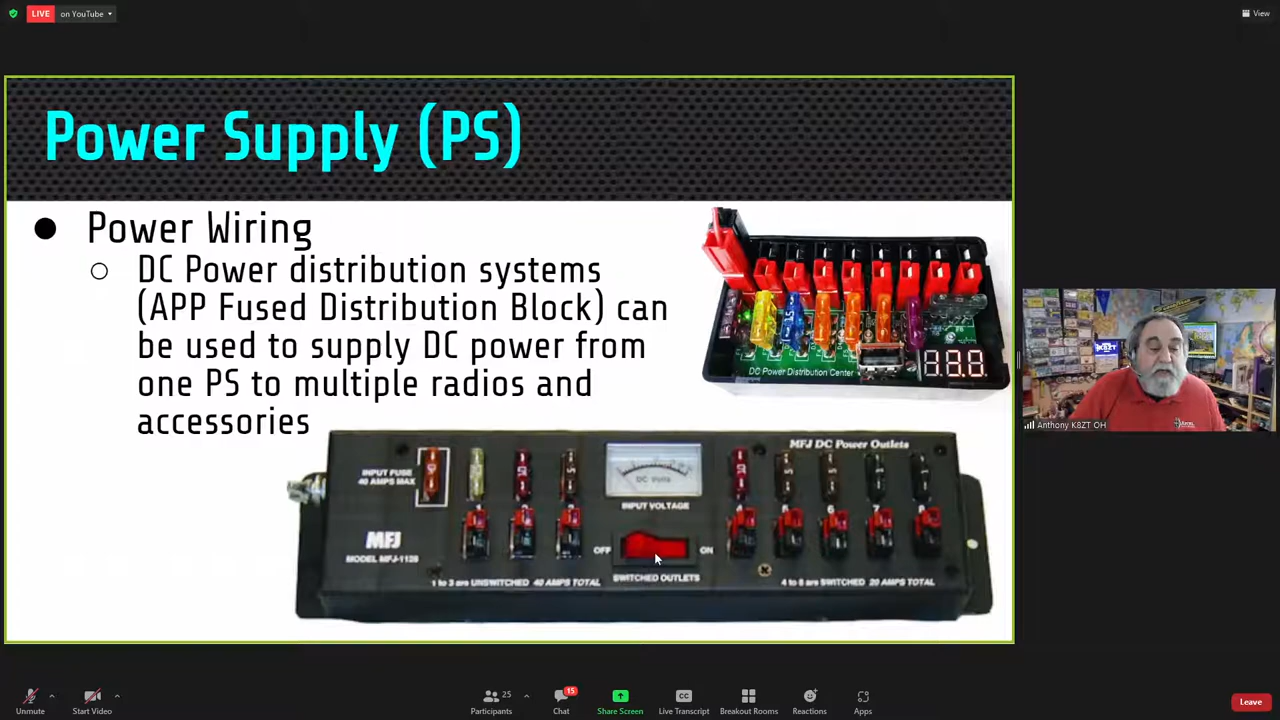 LIVE on YouTube
View
Power Supply (PS)
Power Wiring
DC Power distribution systems
(APP Fused Distribution Block) can
be used to supply DC power from
one PS to multiple radios and
accessories
DC Power Distribution Center
MFJ DC Power Outlets
INPUT FUSE
40 AMPS MAX
DC Volts
INPUT VOLTAGE
MFJ
MODEL MFJ-1128
OFF
ON
SWITCHED OUTLETS
1 to 3 are UNSWITCHED 40 AMPS TOTAL
4 to 8 are SWITCHED 20 AMPS TOTAL
K8ZT
Anthony K8ZT OH
Unmute
Start Video
25
Participants
15
Chat
Share Screen
CC
Live Transcript
Breakout Rooms
Reactions
Apps
Leave